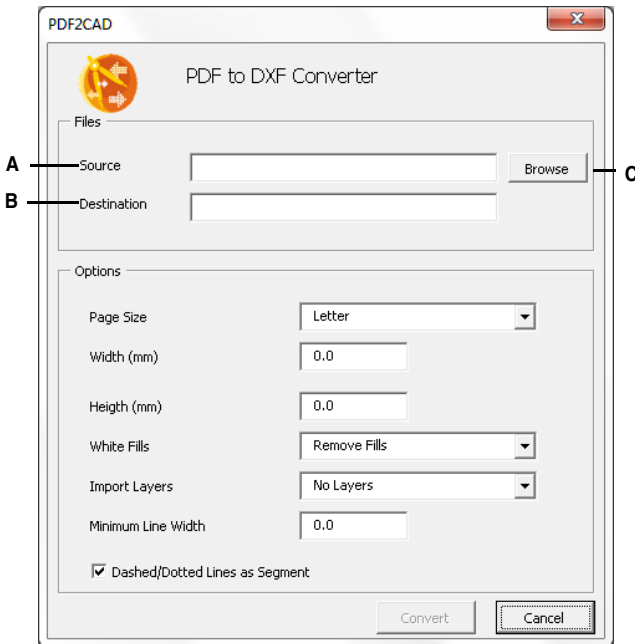 PDF2CAD
PDF to DXF Converter
Files
A Source Browse C
B Destination
Options
Page Size Letter
Width (mm) 0.0
Heigth (mm) 0.0
White Fills Remove Fills
Import Layers No Layers
Minimum Line Width 0.0
Dashed/Dotted Lines as Segment
Convert Cancel